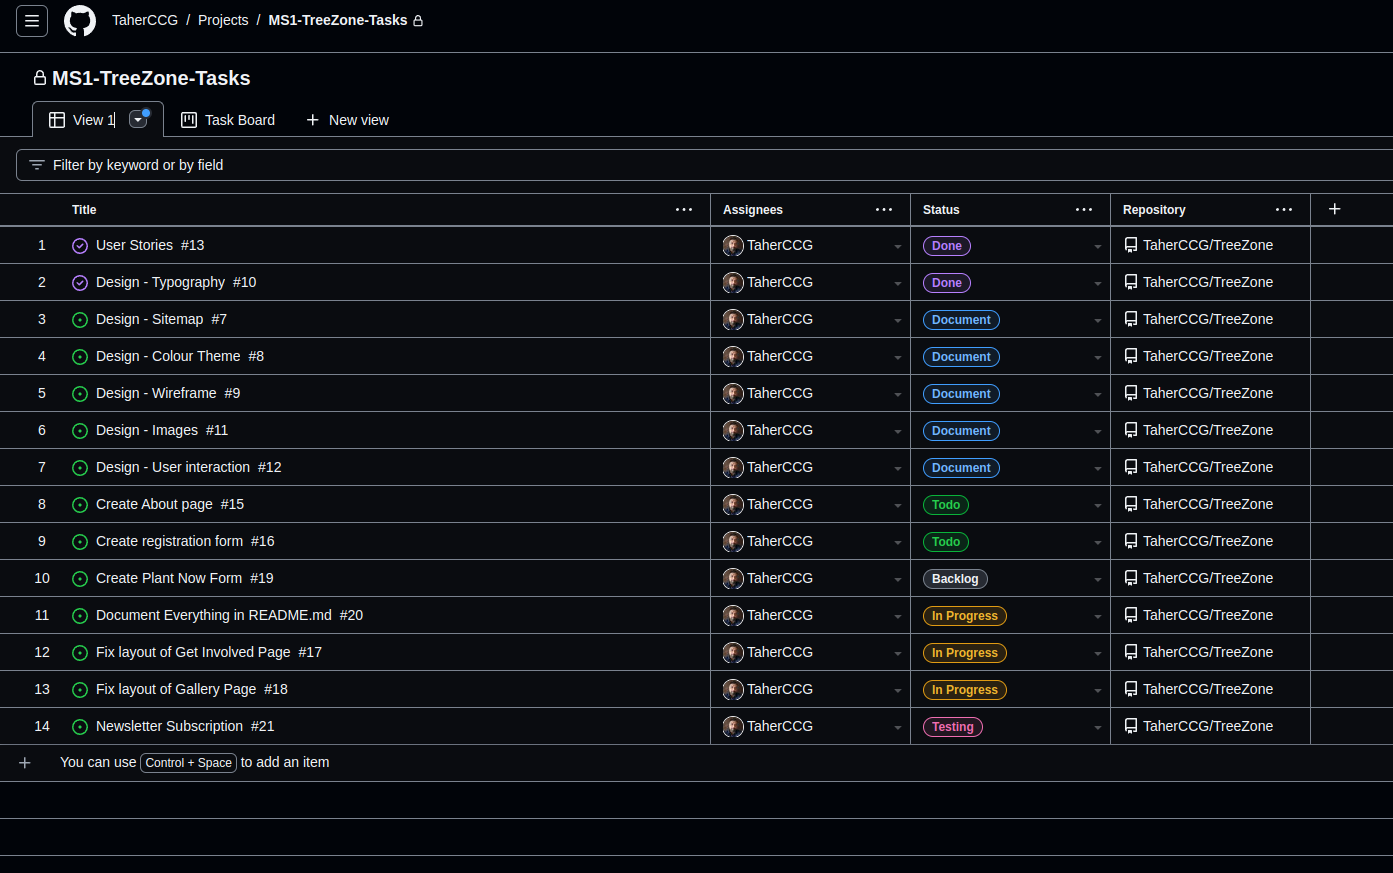 TaherCCG / Projects / MS1-TreeZone-Tasks
MS1-TreeZone-Tasks
View 1 Task Board New view
Filter by keyword or by field
Title Assignees Status Repository
1 User Stories #13 TaherCCG Done TaherCCG/TreeZone
2 Design - Typography #10 TaherCCG Done TaherCCG/TreeZone
3 Design - Sitemap #7 TaherCCG Document TaherCCG/TreeZone
4 Design - Colour Theme #8 TaherCCG Document TaherCCG/TreeZone
5 Design - Wireframe #9 TaherCCG Document TaherCCG/TreeZone
6 Design - Images #11 TaherCCG Document TaherCCG/TreeZone
7 Design - User interaction #12 TaherCCG Document TaherCCG/TreeZone
8 Create About page #15 TaherCCG Todo TaherCCG/TreeZone
9 Create registration form #16 TaherCCG Todo TaherCCG/TreeZone
10 Create Plant Now Form #19 TaherCCG Backlog TaherCCG/TreeZone
11 Document Everything in README.md #20 TaherCCG In Progress TaherCCG/TreeZone
12 Fix layout of Get Involved Page #17 TaherCCG In Progress TaherCCG/TreeZone
13 Fix layout of Gallery Page #18 TaherCCG In Progress TaherCCG/TreeZone
14 Newsletter Subscription #21 TaherCCG Testing TaherCCG/TreeZone
You can use Control + Space to add an item